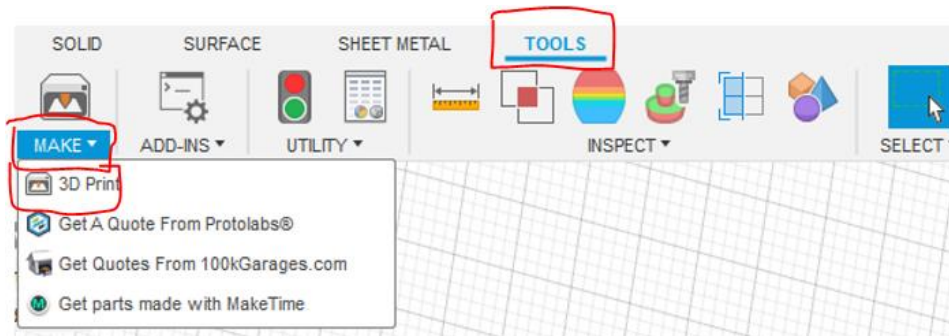 SOLID SURFACE SHEET METAL TOOLS
MAKE ADD-INS UTILITY INSPECT SELECT
3D Print
Get A Quote From Protolabs®
Get Quotes From 100kGarages.com
Get parts made with MakeTime